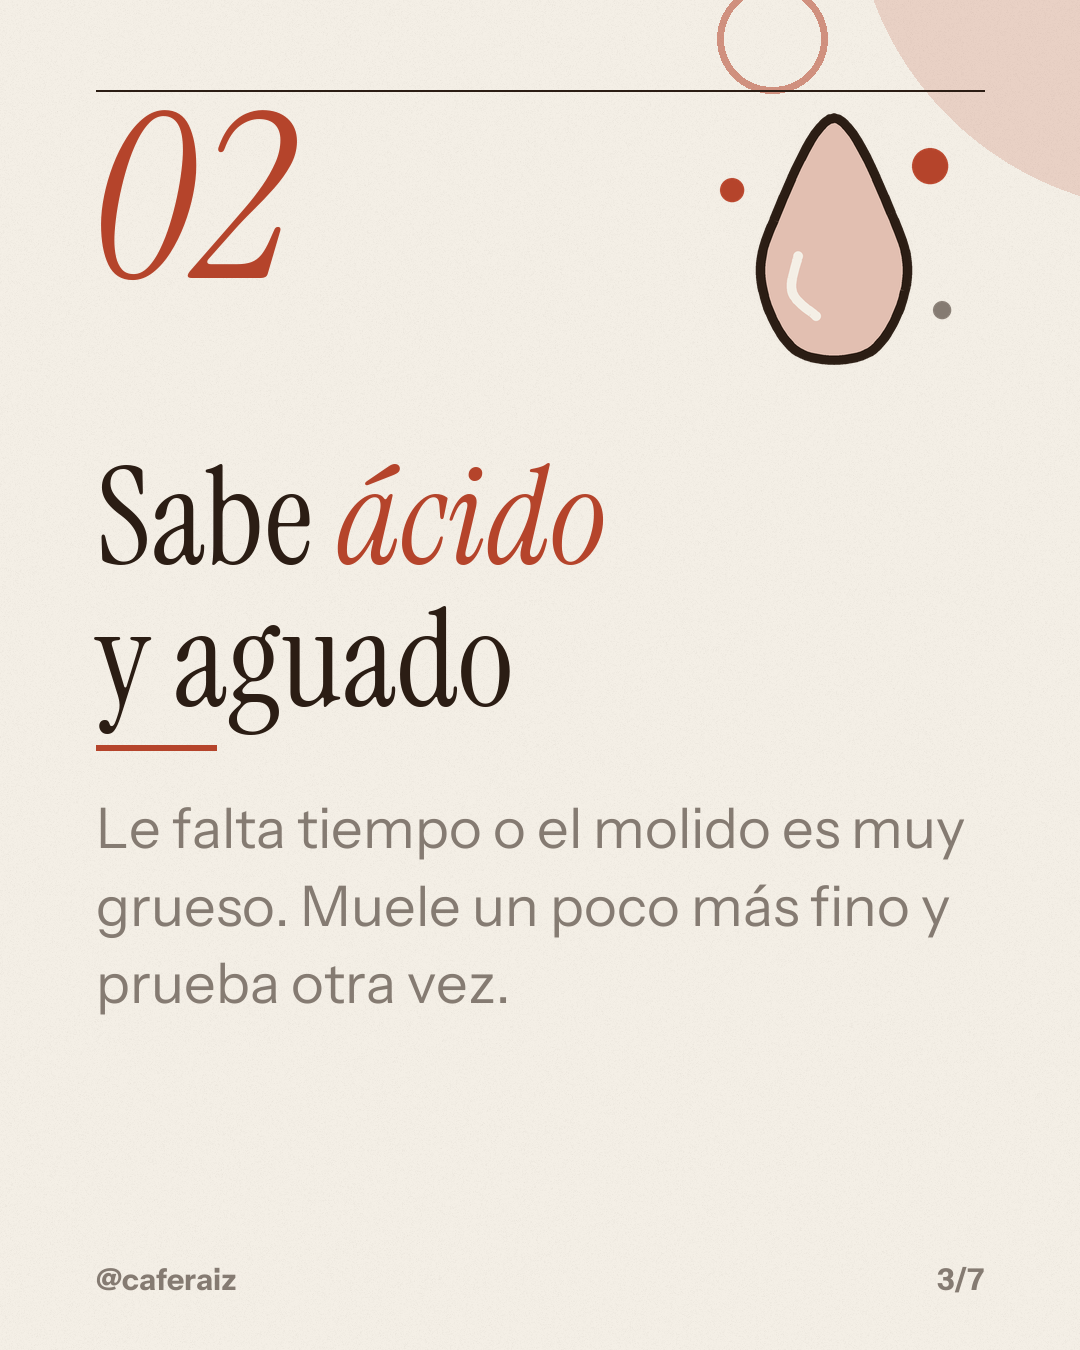 02
Sabe ácido
y aguado
Le falta tiempo o el molido es muy
grueso. Muele un poco más fino y
prueba otra vez.
@caferaiz
3/7